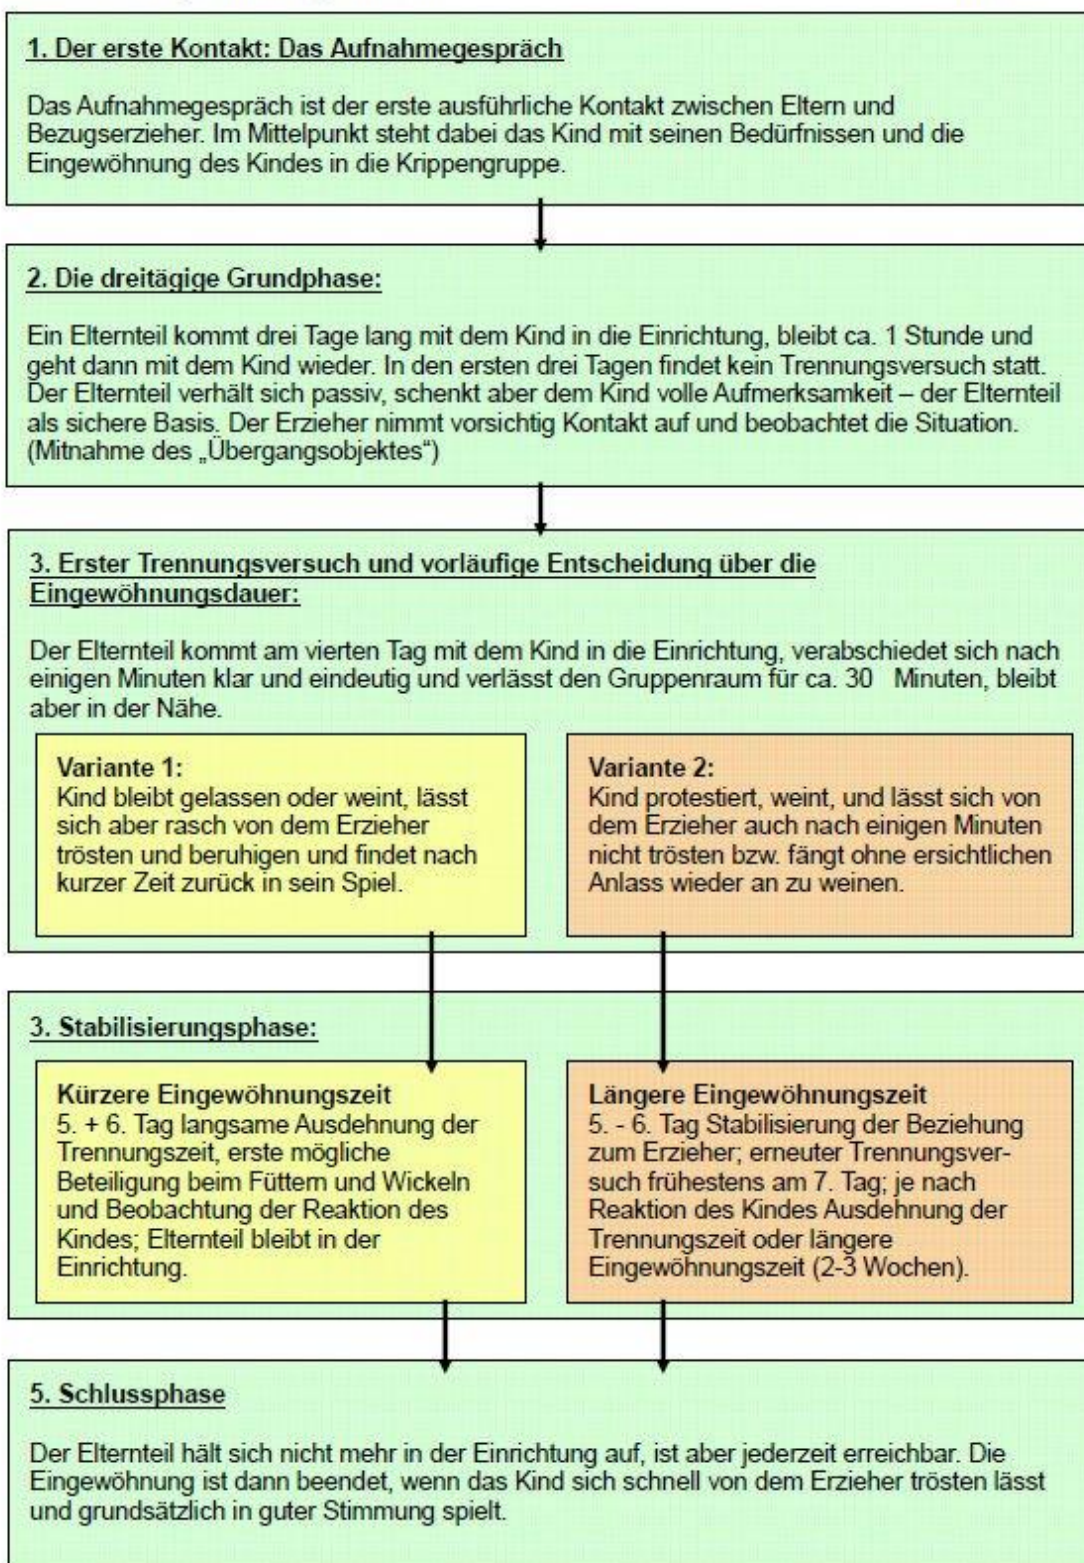 1. Der erste Kontakt: Das Aufnahmegespräch
Das Aufnahmegespräch ist der erste ausführliche Kontakt zwischen Eltern und
Bezugserzieher. Im Mittelpunkt steht dabei das Kind mit seinen Bedürfnissen und die
Eingewöhnung des Kindes in die Krippengruppe.
2. Die dreitägige Grundphase:
Ein Elternteil kommt drei Tage lang mit dem Kind in die Einrichtung, bleibt ca. 1 Stunde und
geht dann mit dem Kind wieder. In den ersten drei Tagen findet kein Trennungsversuch statt.
Der Elternteil verhält sich passiv, schenkt aber dem Kind volle Aufmerksamkeit – der Elternteil
als sichere Basis. Der Erzieher nimmt vorsichtig Kontakt auf und beobachtet die Situation.
(Mitnahme des „Übergangsobjektes“)
3. Erster Trennungsversuch und vorläufige Entscheidung über die
Eingewöhnungsdauer:
Der Elternteil kommt am vierten Tag mit dem Kind in die Einrichtung, verabschiedet sich nach
einigen Minuten klar und eindeutig und verlässt den Gruppenraum für ca. 30 Minuten, bleibt
aber in der Nähe.
Variante 1:
Kind bleibt gelassen oder weint, lässt
sich aber rasch von dem Erzieher
trösten und beruhigen und findet nach
kurzer Zeit zurück in sein Spiel.
Variante 2:
Kind protestiert, weint, und lässt sich von
dem Erzieher auch nach einigen Minuten
nicht trösten bzw. fängt ohne ersichtlichen
Anlass wieder an zu weinen.
3. Stabilisierungsphase:
Kürzere Eingewöhnungszeit
5. + 6. Tag langsame Ausdehnung der
Trennungszeit, erste mögliche
Beteiligung beim Füttern und Wickeln
und Beobachtung der Reaktion des
Kindes; Elternteil bleibt in der
Einrichtung.
Längere Eingewöhnungszeit
5. - 6. Tag Stabilisierung der Beziehung
zum Erzieher; erneuter Trennungsver-
such frühestens am 7. Tag; je nach
Reaktion des Kindes Ausdehnung der
Trennungszeit oder längere
Eingewöhnungszeit (2-3 Wochen).
5. Schlussphase
Der Elternteil hält sich nicht mehr in der Einrichtung auf, ist aber jederzeit erreichbar. Die
Eingewöhnung ist dann beendet, wenn das Kind sich schnell von dem Erzieher trösten lässt
und grundsätzlich in guter Stimmung spielt.